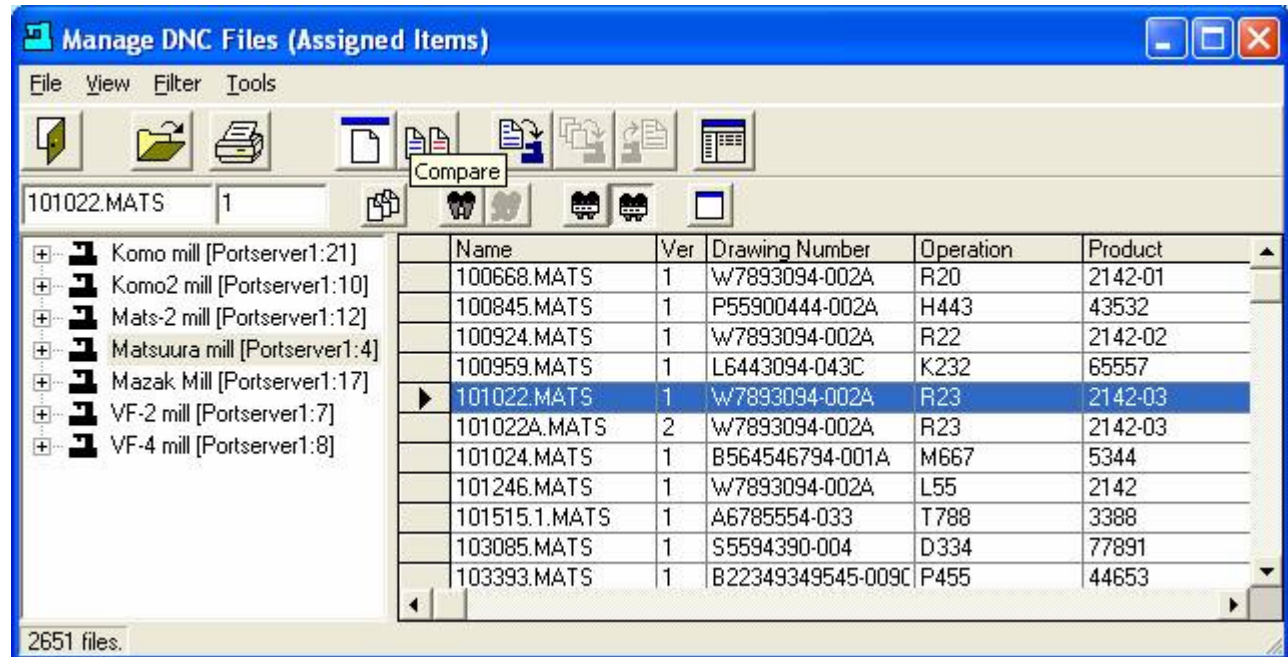 Manage DNC Files (Assigned Items)
File View Filter Tools
Compare
101022.MATS 1
Komo mill [Portserver1:21]
Komo2 mill [Portserver1:10]
Mats-2 mill [Portserver1:12]
Matsuura mill [Portserver1:4]
Mazak Mill [Portserver1:17]
VF-2 mill [Portserver1:7]
VF-4 mill [Portserver1:8]
Name Ver Drawing Number Operation Product
100668.MATS 1 W7893094-002A R20 2142-01
100845.MATS 1 P55900444-002A H443 43532
100924.MATS 1 W7893094-002A R22 2142-02
100959.MATS 1 L6443094-043C K232 65557
101022.MATS 1 W7893094-002A R23 2142-03
101022A.MATS 2 W7893094-002A R23 2142-03
101024.MATS 1 B564546794-001A M667 5344
101246.MATS 1 W7893094-002A L55 2142
101515.1.MATS 1 A6785554-033 T788 3388
103085.MATS 1 S5594390-004 D334 77891
103393.MATS 1 B22349349545-009C P455 44653
2651 files.